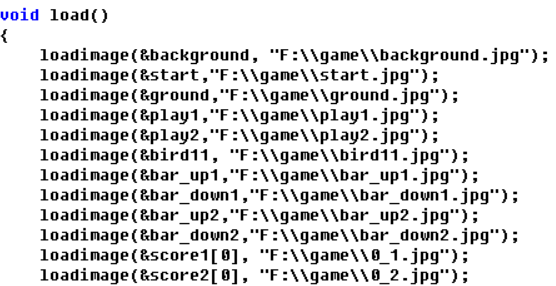 void load()
{
    loadimage(&background, "F:\\game\\background.jpg");
    loadimage(&start,"F:\\game\\start.jpg");
    loadimage(&ground,"F:\\game\\ground.jpg");
    loadimage(&play1,"F:\\game\\play1.jpg");
    loadimage(&play2,"F:\\game\\play2.jpg");
    loadimage(&bird11, "F:\\game\\bird11.jpg");
    loadimage(&bar_up1,"F:\\game\\bar_up1.jpg");
    loadimage(&bar_down1,"F:\\game\\bar_down1.jpg");
    loadimage(&bar_up2,"F:\\game\\bar_up2.jpg");
    loadimage(&bar_down2,"F:\\game\\bar_down2.jpg");
    loadimage(&score1[0], "F:\\game\\0_1.jpg");
    loadimage(&score2[0], "F:\\game\\0_2.jpg");